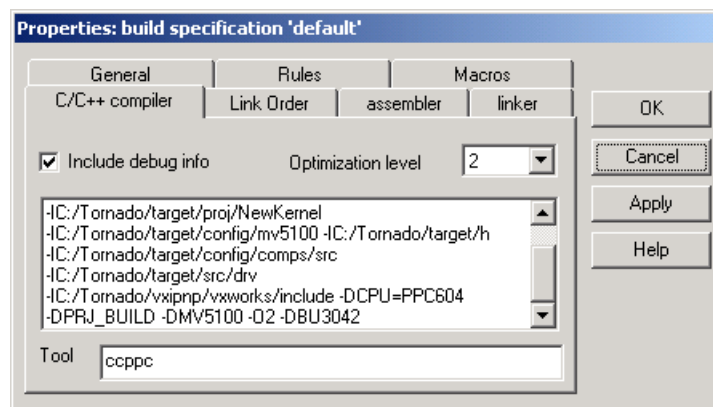 Properties: build specification 'defaul'
General Rules Macros
C/C++ compiler Link Order assembler linker
OK
Include debug info Optimization level 2
Cancel
-IC:/Tornado/target/proj/NewKernel
-IC:/Tornado/target/config/mv5100 -IC:/Tornado/target/h
-IC:/Tornado/target/config/comps/src
-IC:/Tornado/target/src/drv
-IC:/Tornado/vxipnp/vxworks/include -DCPU=PPC604
-DPRJ_BUILD -DMV5100 -O2 -DBU3042
Apply
Help
Tool ccppc